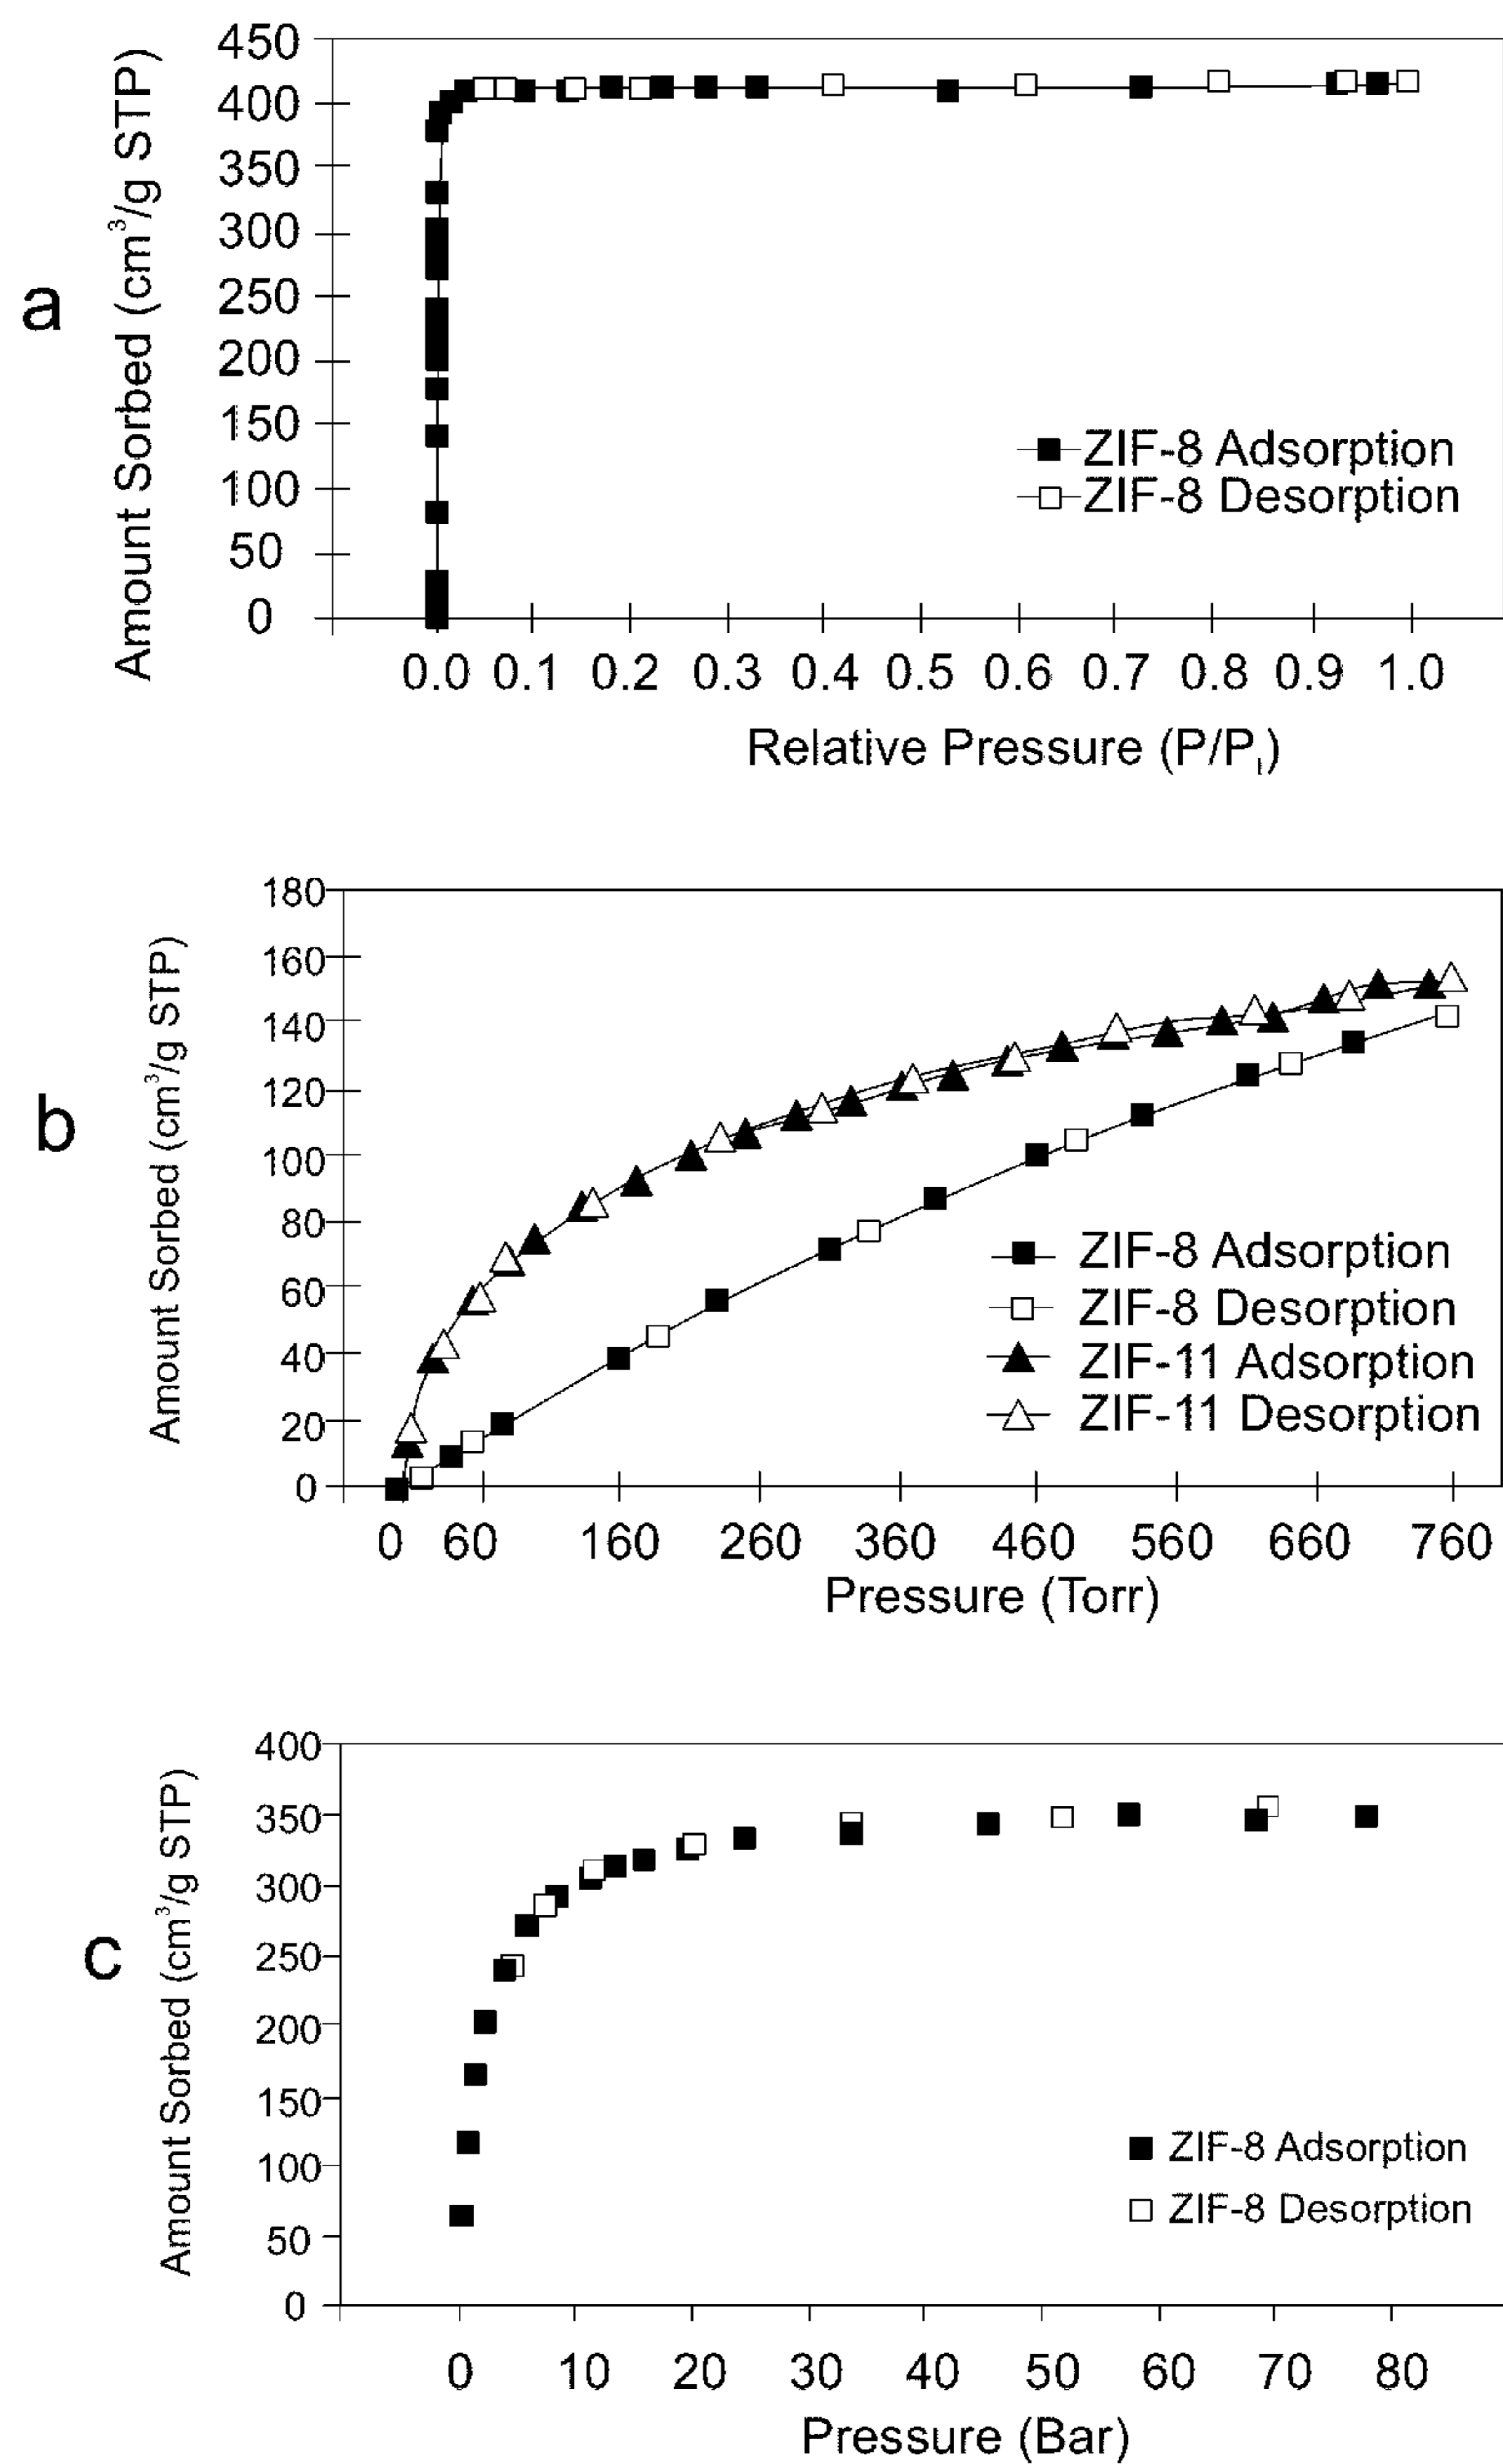 a
Amount Sorbed (cm³/g STP)
450
400
350
300
250
200
150
100
50
0
ZIF-8 Adsorption
ZIF-8 Desorption
0.0 0.1 0.2 0.3 0.4 0.5 0.6 0.7 0.8 0.9 1.0
Relative Pressure (P/Pı)
b
Amount Sorbed (cm³/g STP)
180
160
140
120
100
80
60
40
20
0
ZIF-8 Adsorption
ZIF-8 Desorption
ZIF-11 Adsorption
ZIF-11 Desorption
0 60 160 260 360 460 560 660 760
Pressure (Torr)
c
Amount Sorbed (cm³/g STP)
400
350
300
250
200
150
100
50
0
ZIF-8 Adsorption
ZIF-8 Desorption
0 10 20 30 40 50 60 70 80
Pressure (Bar)